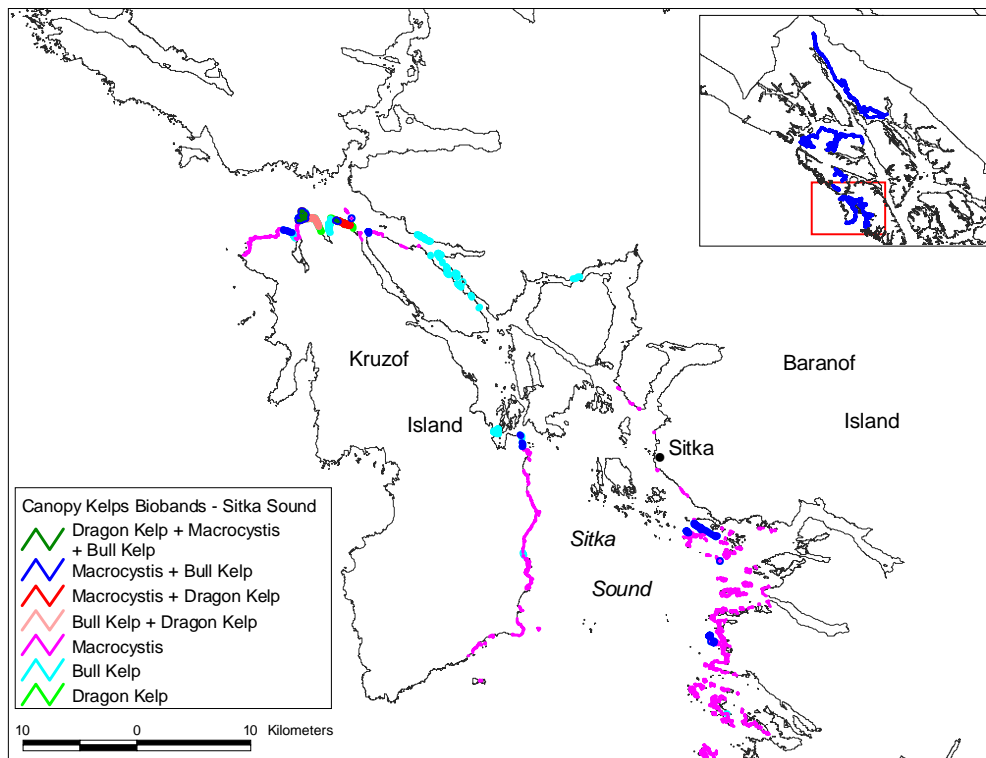 Kruzof
Island
Baranof
Island
Sitka
Sitka
Sound
Canopy Kelps Biobands - Sitka Sound
Dragon Kelp + Macrocystis
+ Bull Kelp
Macrocystis + Bull Kelp
Macrocystis + Dragon Kelp
Bull Kelp + Dragon Kelp
Macrocystis
Bull Kelp
Dragon Kelp
10 0 10 Kilometers